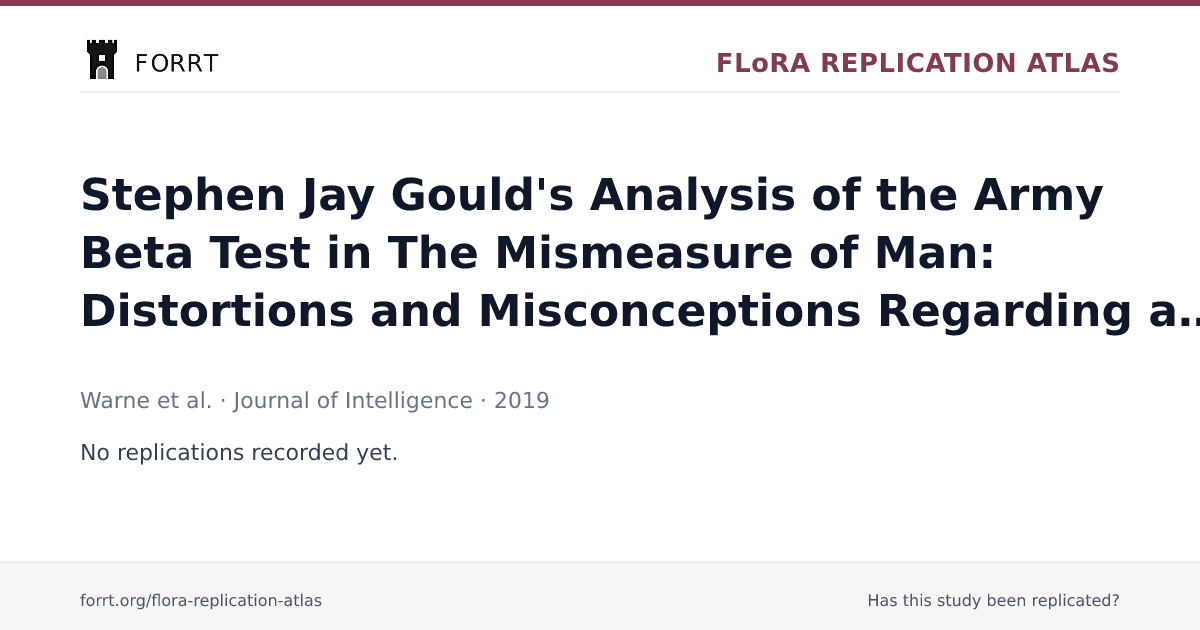 FORRT
FLoRA REPLICATION ATLAS
Stephen Jay Gould's Analysis of the Army
Beta Test in The Mismeasure of Man:
Distortions and Misconceptions Regarding a…
Warne et al. · Journal of Intelligence · 2019
No replications recorded yet.
forrt.org/flora-replication-atlas
Has this study been replicated?